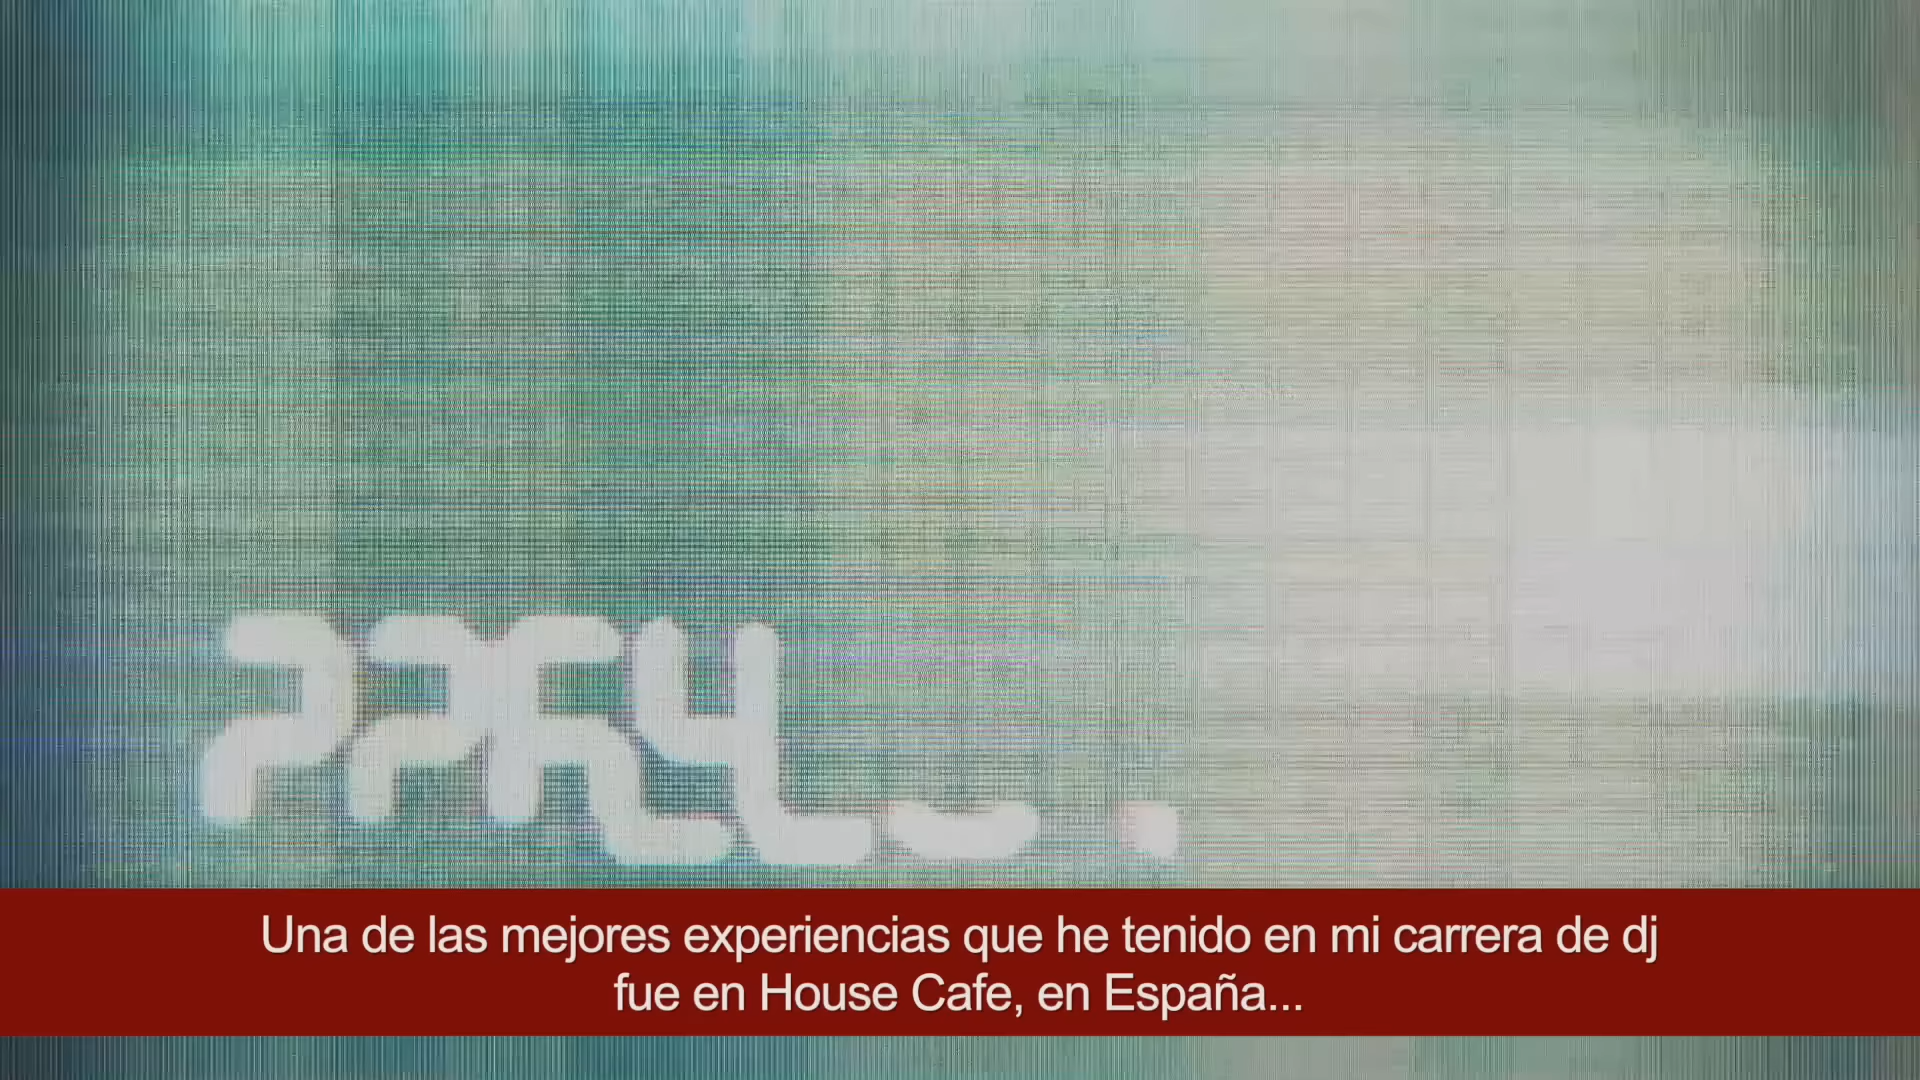 Una de las mejores experiencias que he tenido en mi carrera de dj
fue en House Cafe, en España...